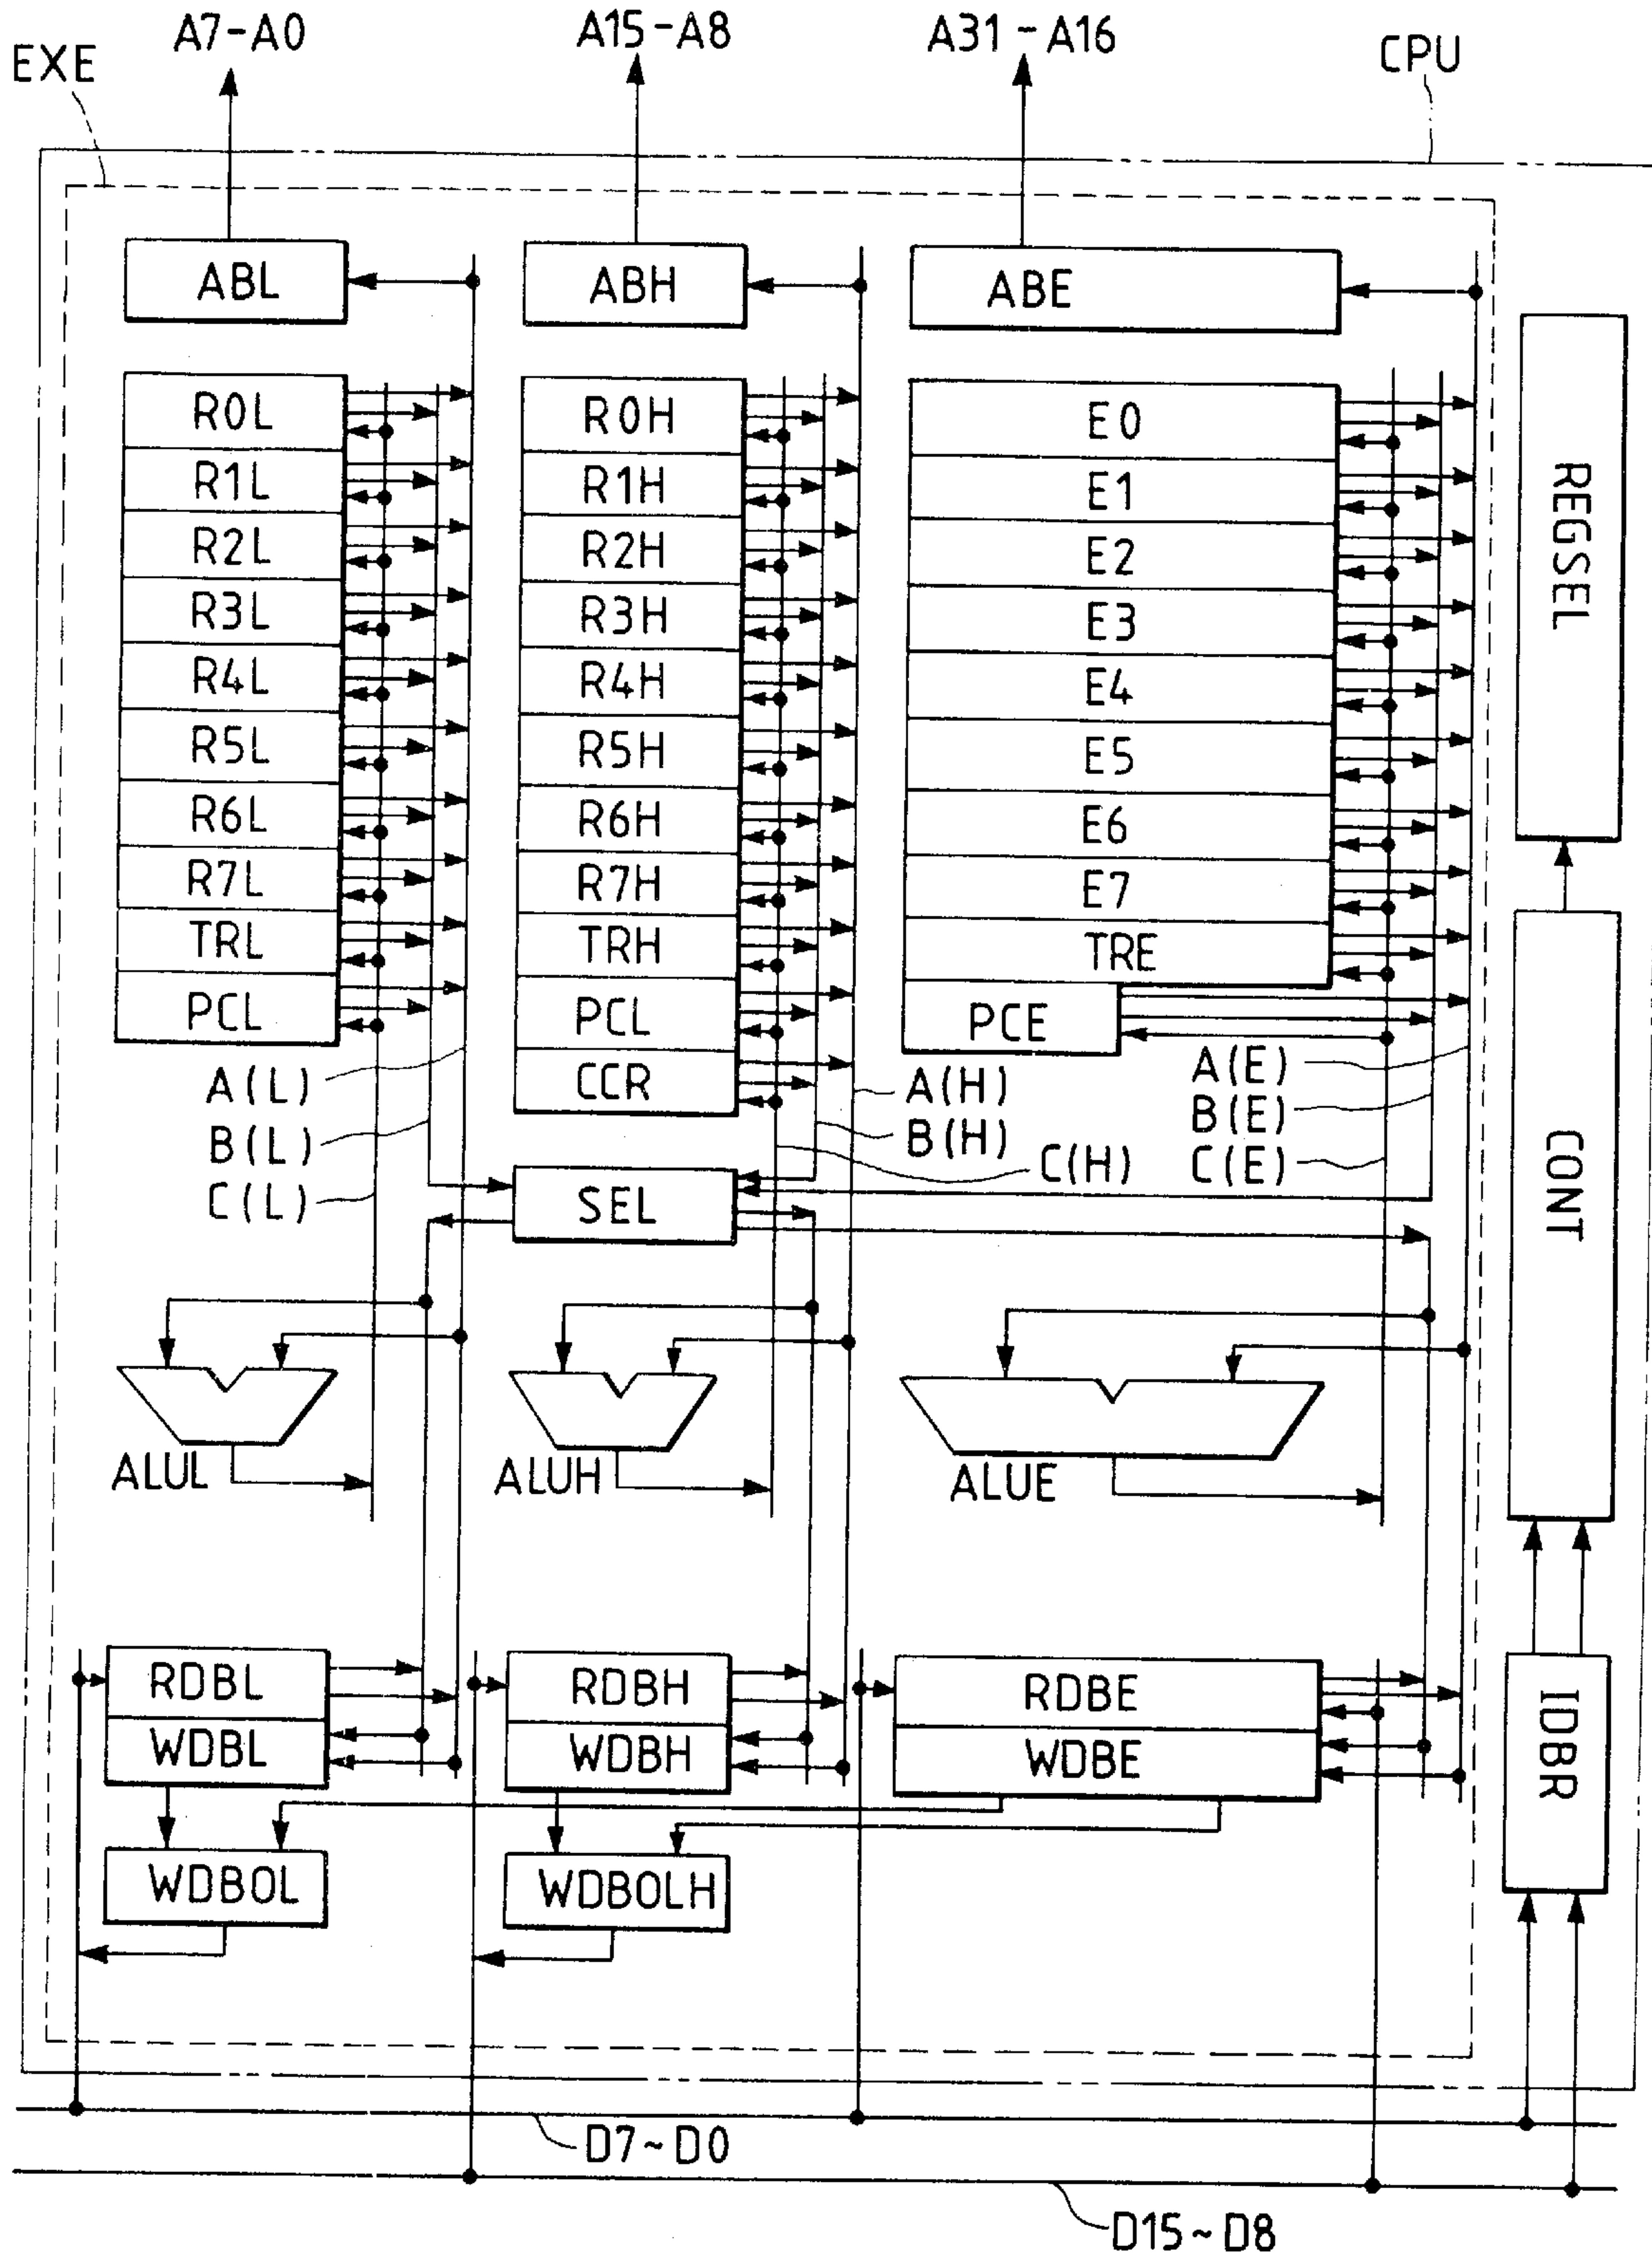 A7-A0
A15-A8
A31-A16
EXE
CPU
ABL
ABH
ABE
R0L
R0H
E0
R1L
R1H
E1
R2L
R2H
E2
R3L
R3H
E3
R4L
R4H
E4
R5L
R5H
E5
R6L
R6H
E6
R7L
R7H
E7
TRL
TRH
TRE
PCL
PCL
PCE
CCR
REGSEL
A(L)
A(H)
A(E)
B(L)
B(H)
B(E)
C(L)
C(H)
C(E)
SEL
CONT
ALUL
ALUH
ALUE
RDBL
RDBH
RDBE
WDBL
WDBH
WDBE
IDBR
WDBOL
WDBOLH
D7~D0
D15~D8